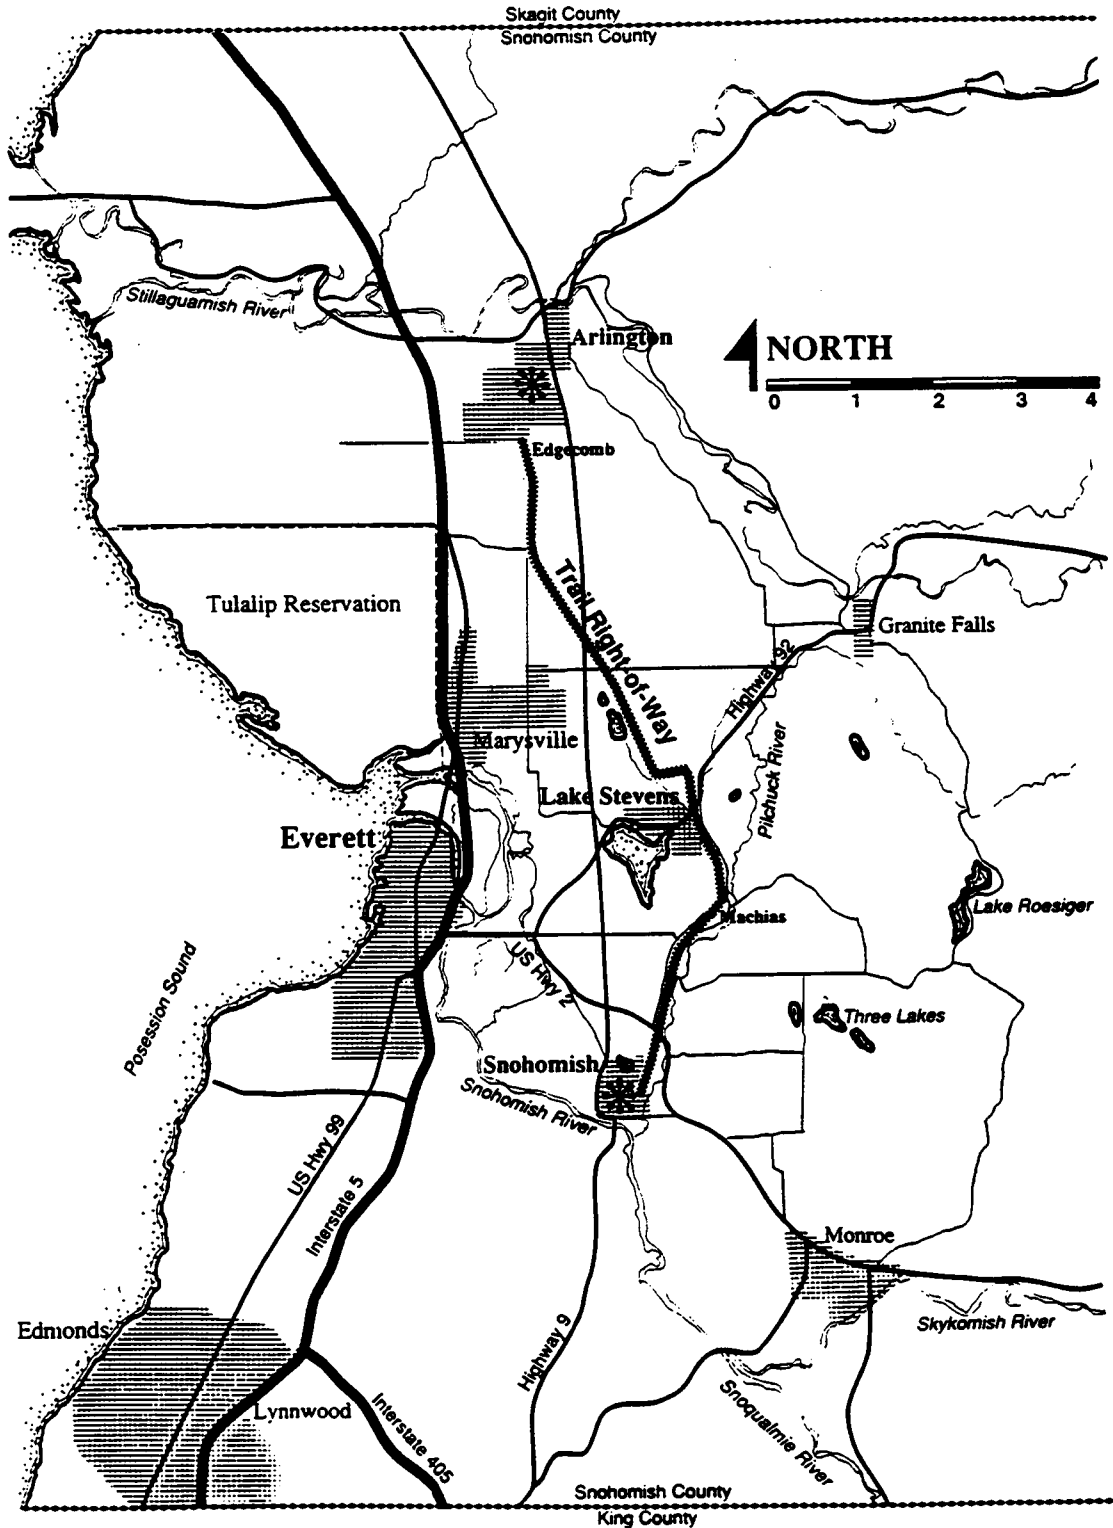 Skagit County
Snohomisn County
Stillaguamish River
Arlington
NORTH
0 1 2 3 4
Edgecomb
Trail Right-of-Way
Tulalip Reservation
Granite Falls
Highway 92
Marysville
Pilchuck River
Lake Stevens
Everett
Lake Roesiger
Machias
US Hwy 2
Posession Sound
Three Lakes
Snohomish
Snohomish River
US Hwy 99
Interstate 5
Monroe
Skykomish River
Edmonds
Highway 9
Lynnwood
Interstate 405
Snoqualmie River
Snohomish County
King County